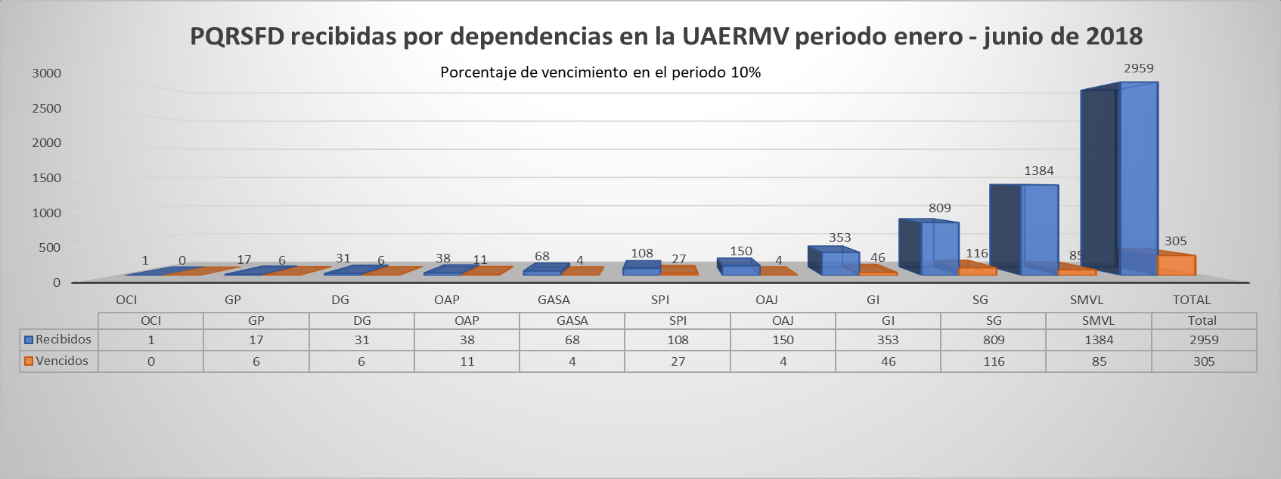 PQRSFD recibidas por dependencias en la UAERMV periodo enero - junio de 2018
Porcentaje de vencimiento en el periodo 10%
3000
2500
2000
1500
1000
500
0
1 0 17 6 31 6 38 11 68 4 108 27 150 4 353 46 809 116 1384 85 2959 305
OCI GP DG OAP GASA SPI OAJ GI SG SMVL TOTAL
OCI GP DG OAP GASA SPI OAJ GI SG SMVL Total
Recibidos 1 17 31 38 68 108 150 353 809 1384 2959
Vencidos 0 6 6 11 4 27 4 46 116 85 305